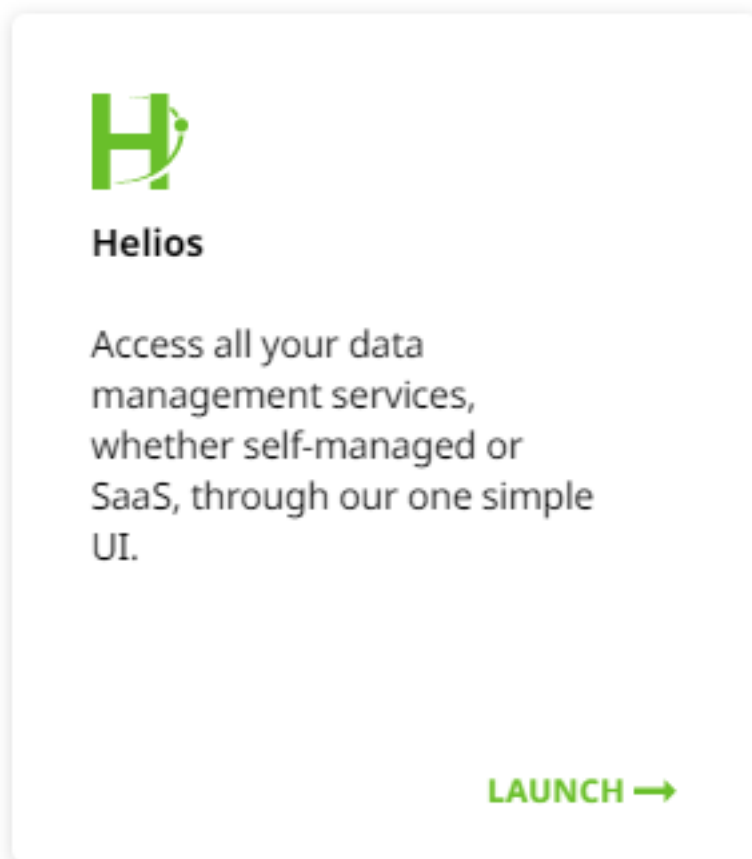 H
Helios
Access all your data
management services,
whether self-managed or
SaaS, through our one simple
UI.
LAUNCH